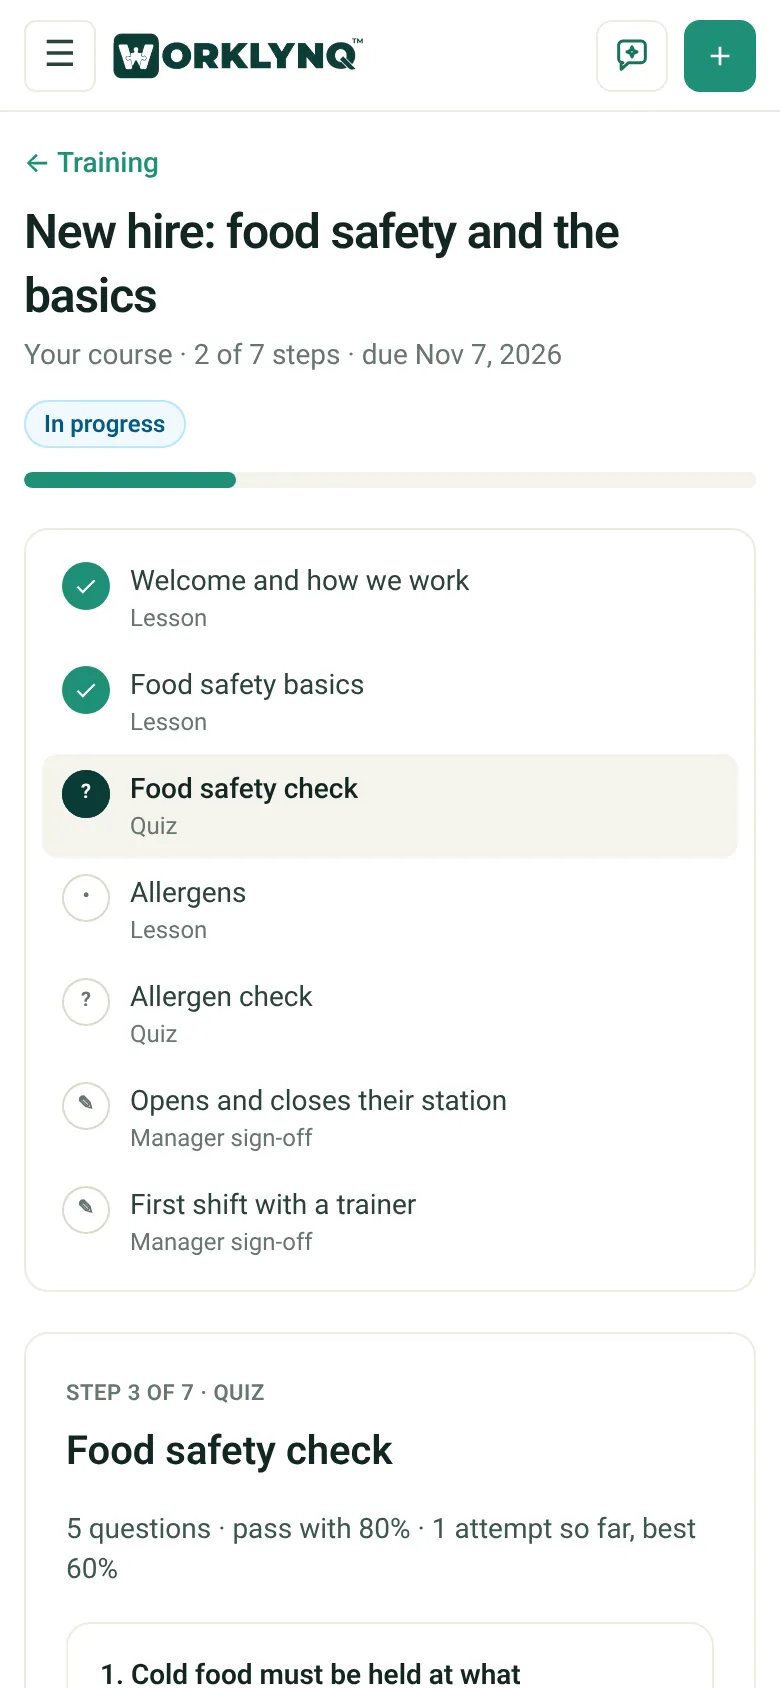 WORKLYNQ™
+
← Training
New hire: food safety and the
basics
Your course · 2 of 7 steps · due Nov 7, 2026
In progress
Welcome and how we work
Lesson
Food safety basics
Lesson
?
Food safety check
Quiz
Allergens
Lesson
?
Allergen check
Quiz
Opens and closes their station
Manager sign-off
First shift with a trainer
Manager sign-off
STEP 3 OF 7 · QUIZ
Food safety check
5 questions · pass with 80% · 1 attempt so far, best
60%
1. Cold food must be held at what